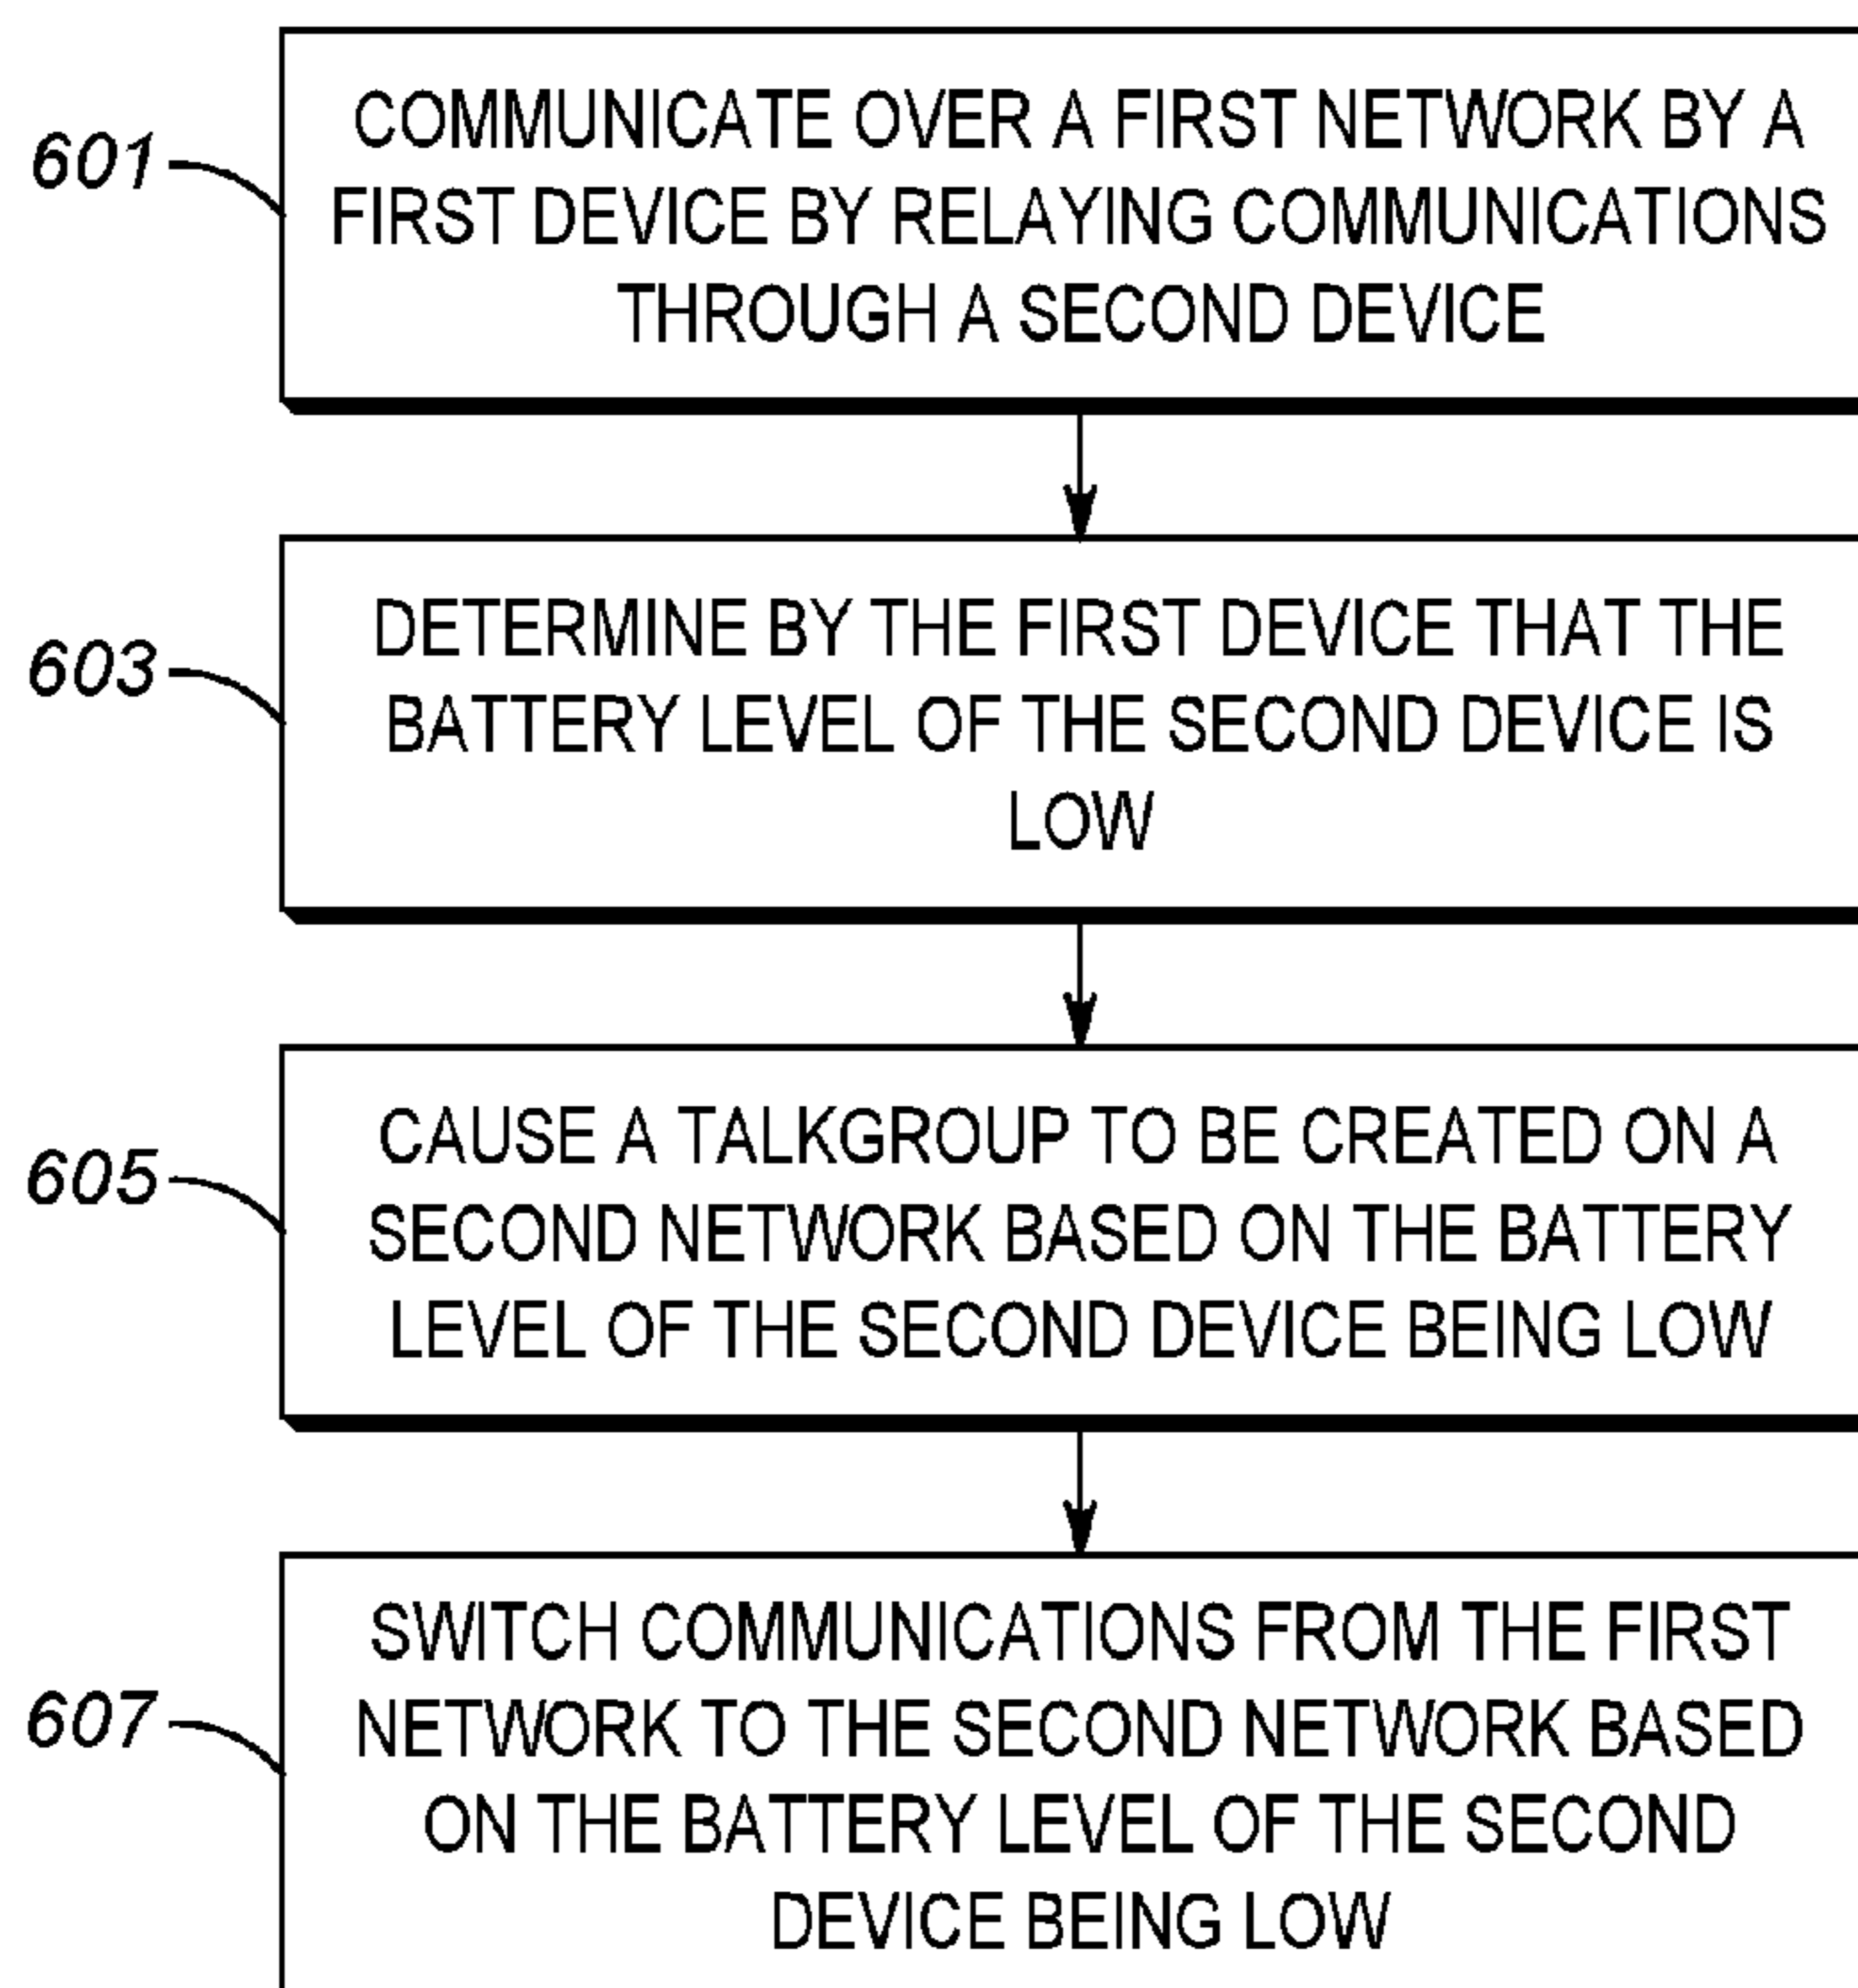 601
COMMUNICATE OVER A FIRST NETWORK BY A
FIRST DEVICE BY RELAYING COMMUNICATIONS
THROUGH A SECOND DEVICE
603
DETERMINE BY THE FIRST DEVICE THAT THE
BATTERY LEVEL OF THE SECOND DEVICE IS
LOW
605
CAUSE A TALKGROUP TO BE CREATED ON A
SECOND NETWORK BASED ON THE BATTERY
LEVEL OF THE SECOND DEVICE BEING LOW
607
SWITCH COMMUNICATIONS FROM THE FIRST
NETWORK TO THE SECOND NETWORK BASED
ON THE BATTERY LEVEL OF THE SECOND
DEVICE BEING LOW